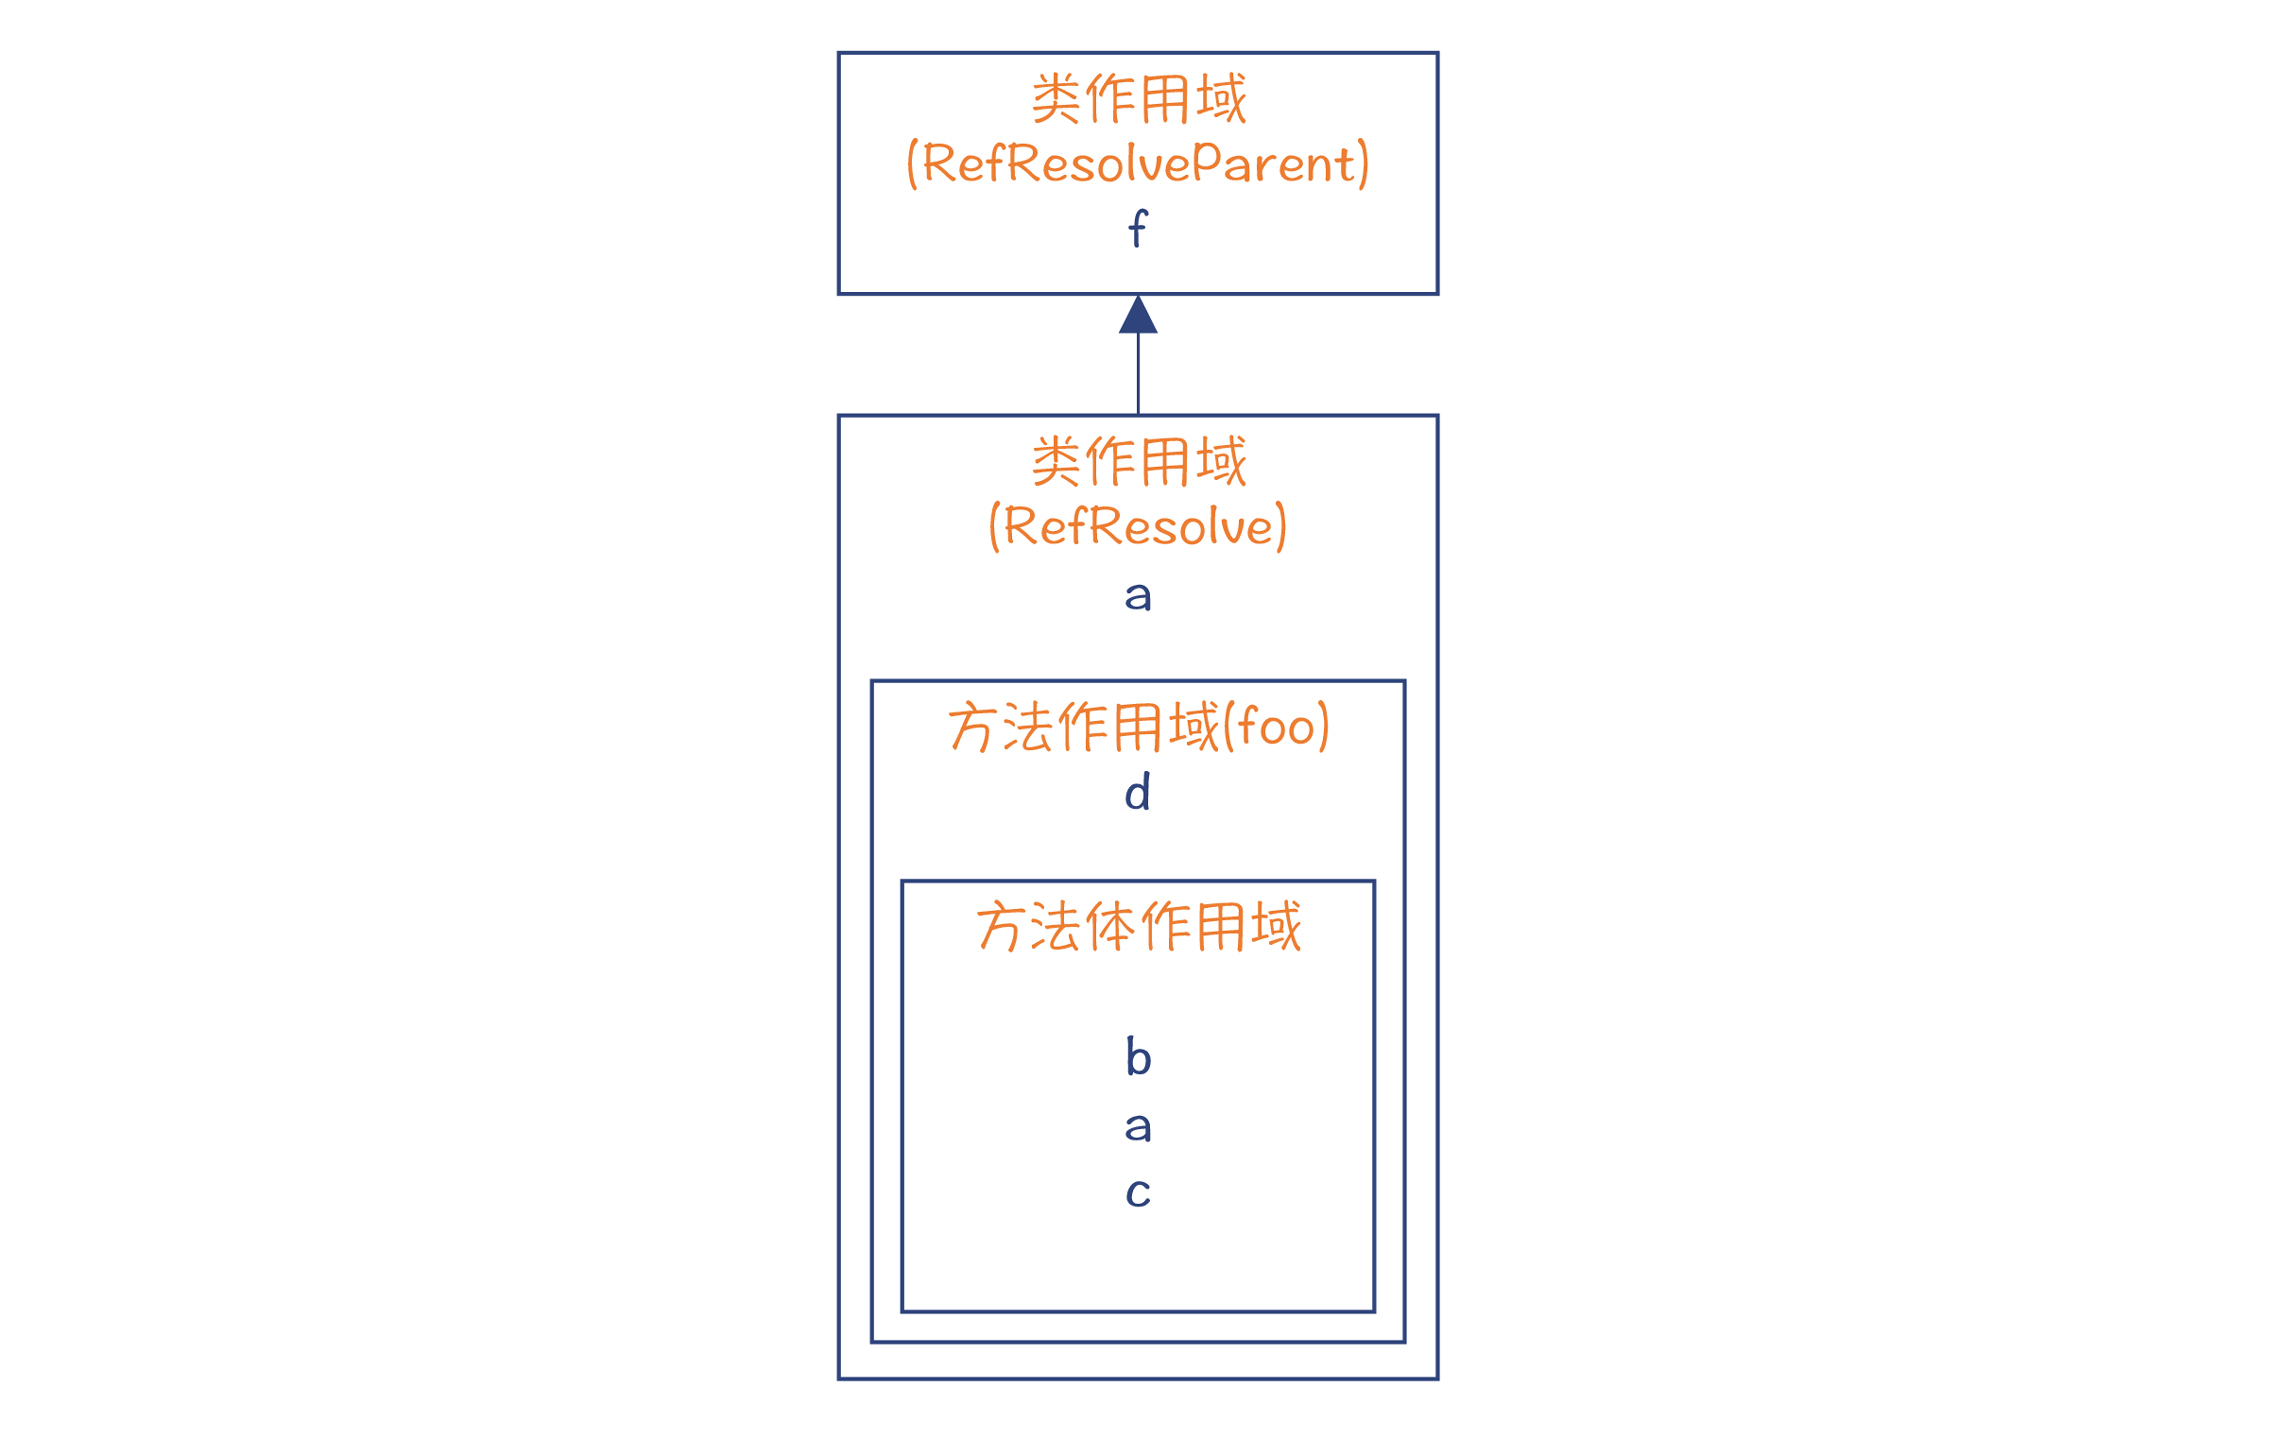 类作用域
(RefResolveParent)
f
类作用域
(RefResolve)
a
方法作用域(foo)
d
方法体作用域
b
a
c